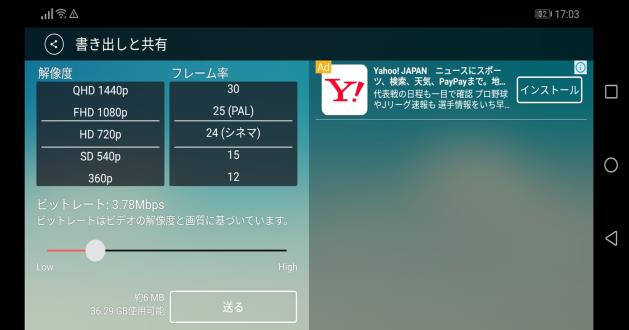 92 17:03
書き出しと共有
解像度
QHD 1440p
FHD 1080p
HD 720p
SD 540p
360p
フレーム率
30
25 (PAL)
24 (シネマ)
15
12
ビットレート: 3.78Mbps
ビットレートはビデオの解像度と画質に基づいています。
Low High
約6 MB
36.29 GB使用可能
送る
Ad
Y!
Yahoo! JAPAN ニュースにスポー
ツ、検索、天気、PayPayまで。地...
代表戦の日程も一目で確認 プロ野球
やJリーグ速報も 選手情報をいち早...
インストール